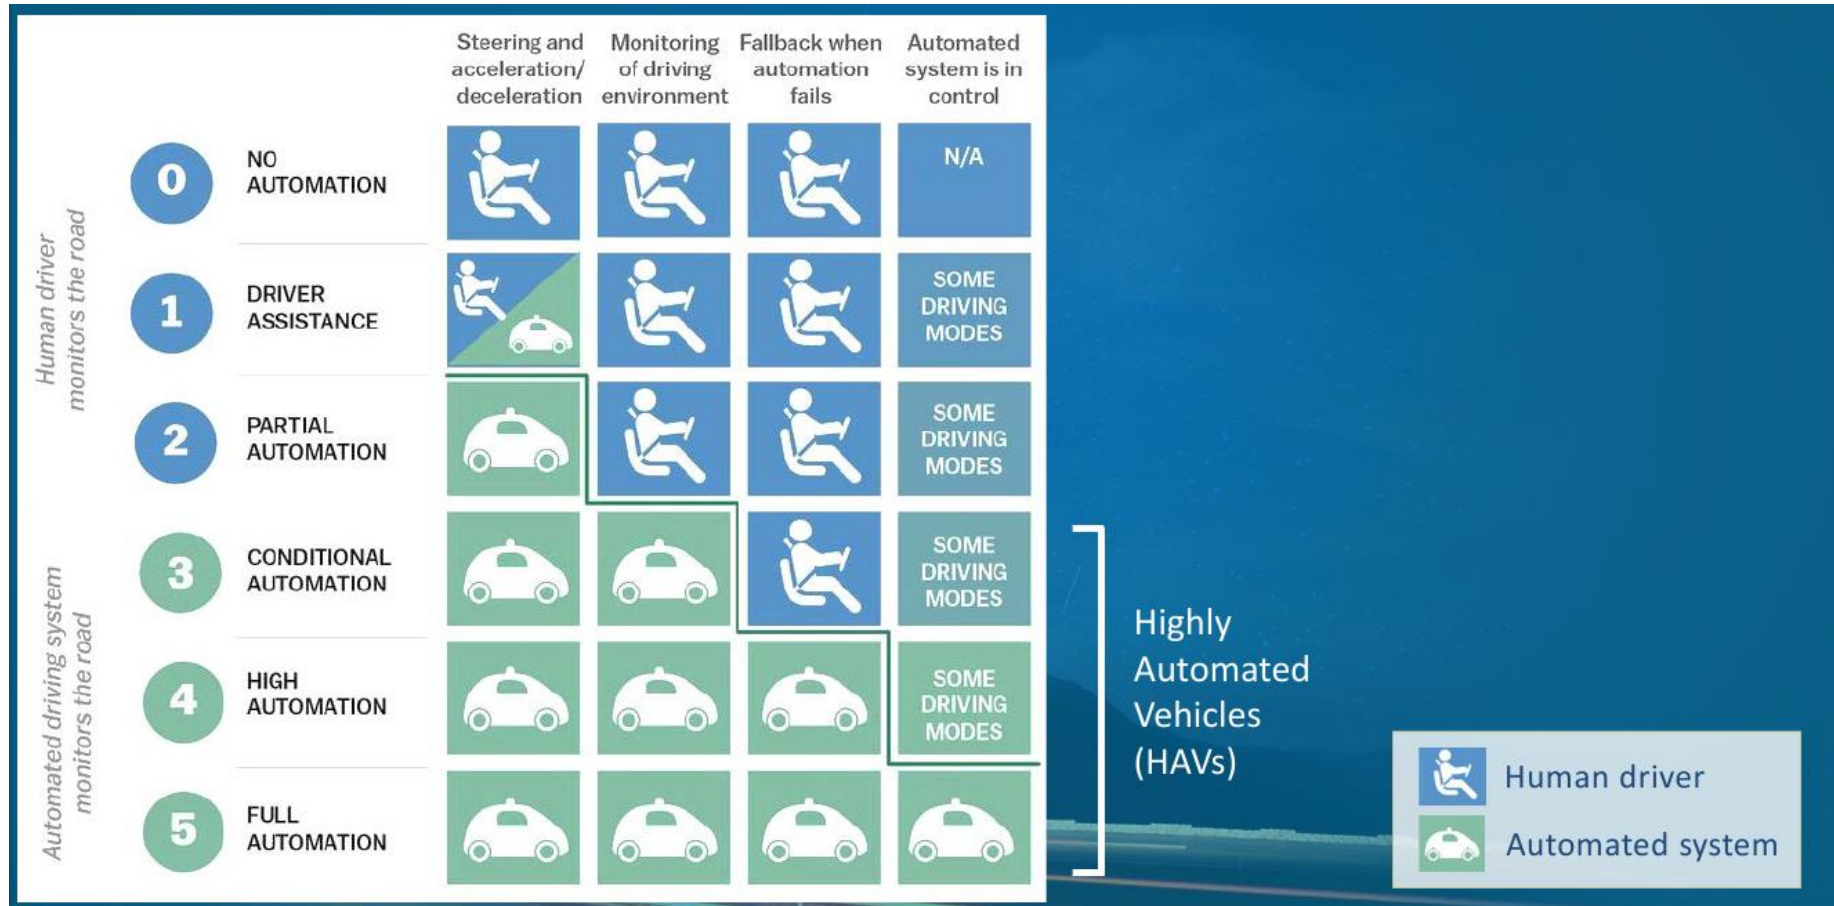 Steering and
acceleration/
deceleration
Monitoring
of driving
environment
Fallback when
automation
fails
Automated
system is in
control
Human driver
monitors the road
0
NO
AUTOMATION
N/A
1
DRIVER
ASSISTANCE
SOME
DRIVING
MODES
2
PARTIAL
AUTOMATION
SOME
DRIVING
MODES
Automated driving system
monitors the road
3
CONDITIONAL
AUTOMATION
SOME
DRIVING
MODES
4
HIGH
AUTOMATION
SOME
DRIVING
MODES
5
FULL
AUTOMATION
Highly
Automated
Vehicles
(HAVs)
Human driver
Automated system